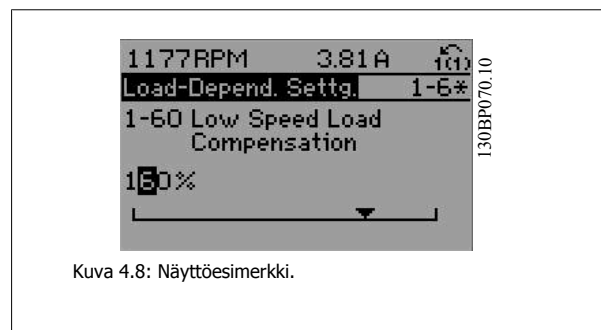 1177RPM 3.81A 1(1)
Load-Depend. Settg. 1-6*
1-60 Low Speed Load
Compensation
160%
130BP070.10
Kuva 4.8: Näyttöesimerkki.